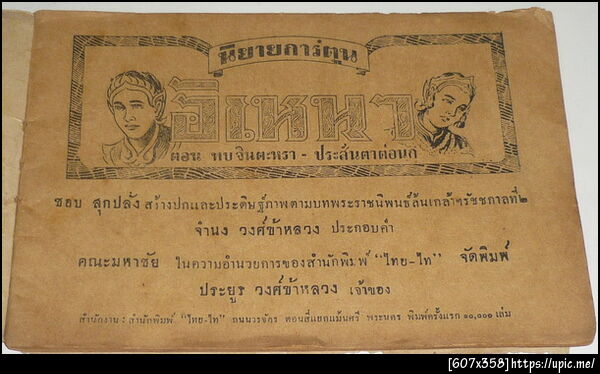 นิยายการ์ตูน
อิเหนา
ตอน พบจินตะหรา - ประสันตาต่อนก
ชอบ สุกปลั่ง สร้างปกและประดิษฐ์ภาพตามบทพระราชนิพนธ์ล้นเกล้าฯรัชชกาลที่๒
จำนง วงศ์ข้าหลวง ประกอบคำ
คณะมหาชัย ในความอำนวยการของสำนักพิมพ์ "ไทย-ไท" จัดพิมพ์
ประยูร วงศ์ข้าหลวง เจ้าของ
สำนักงาน : สำนักพิมพ์ "ไทย-ไท" ถนนวรจักร ตอนสี่แยกแม้นศรี พระนคร พิมพ์ครั้งแรก ๑๐,๐๐๐ เล่ม
[607x358]https://upic.me/